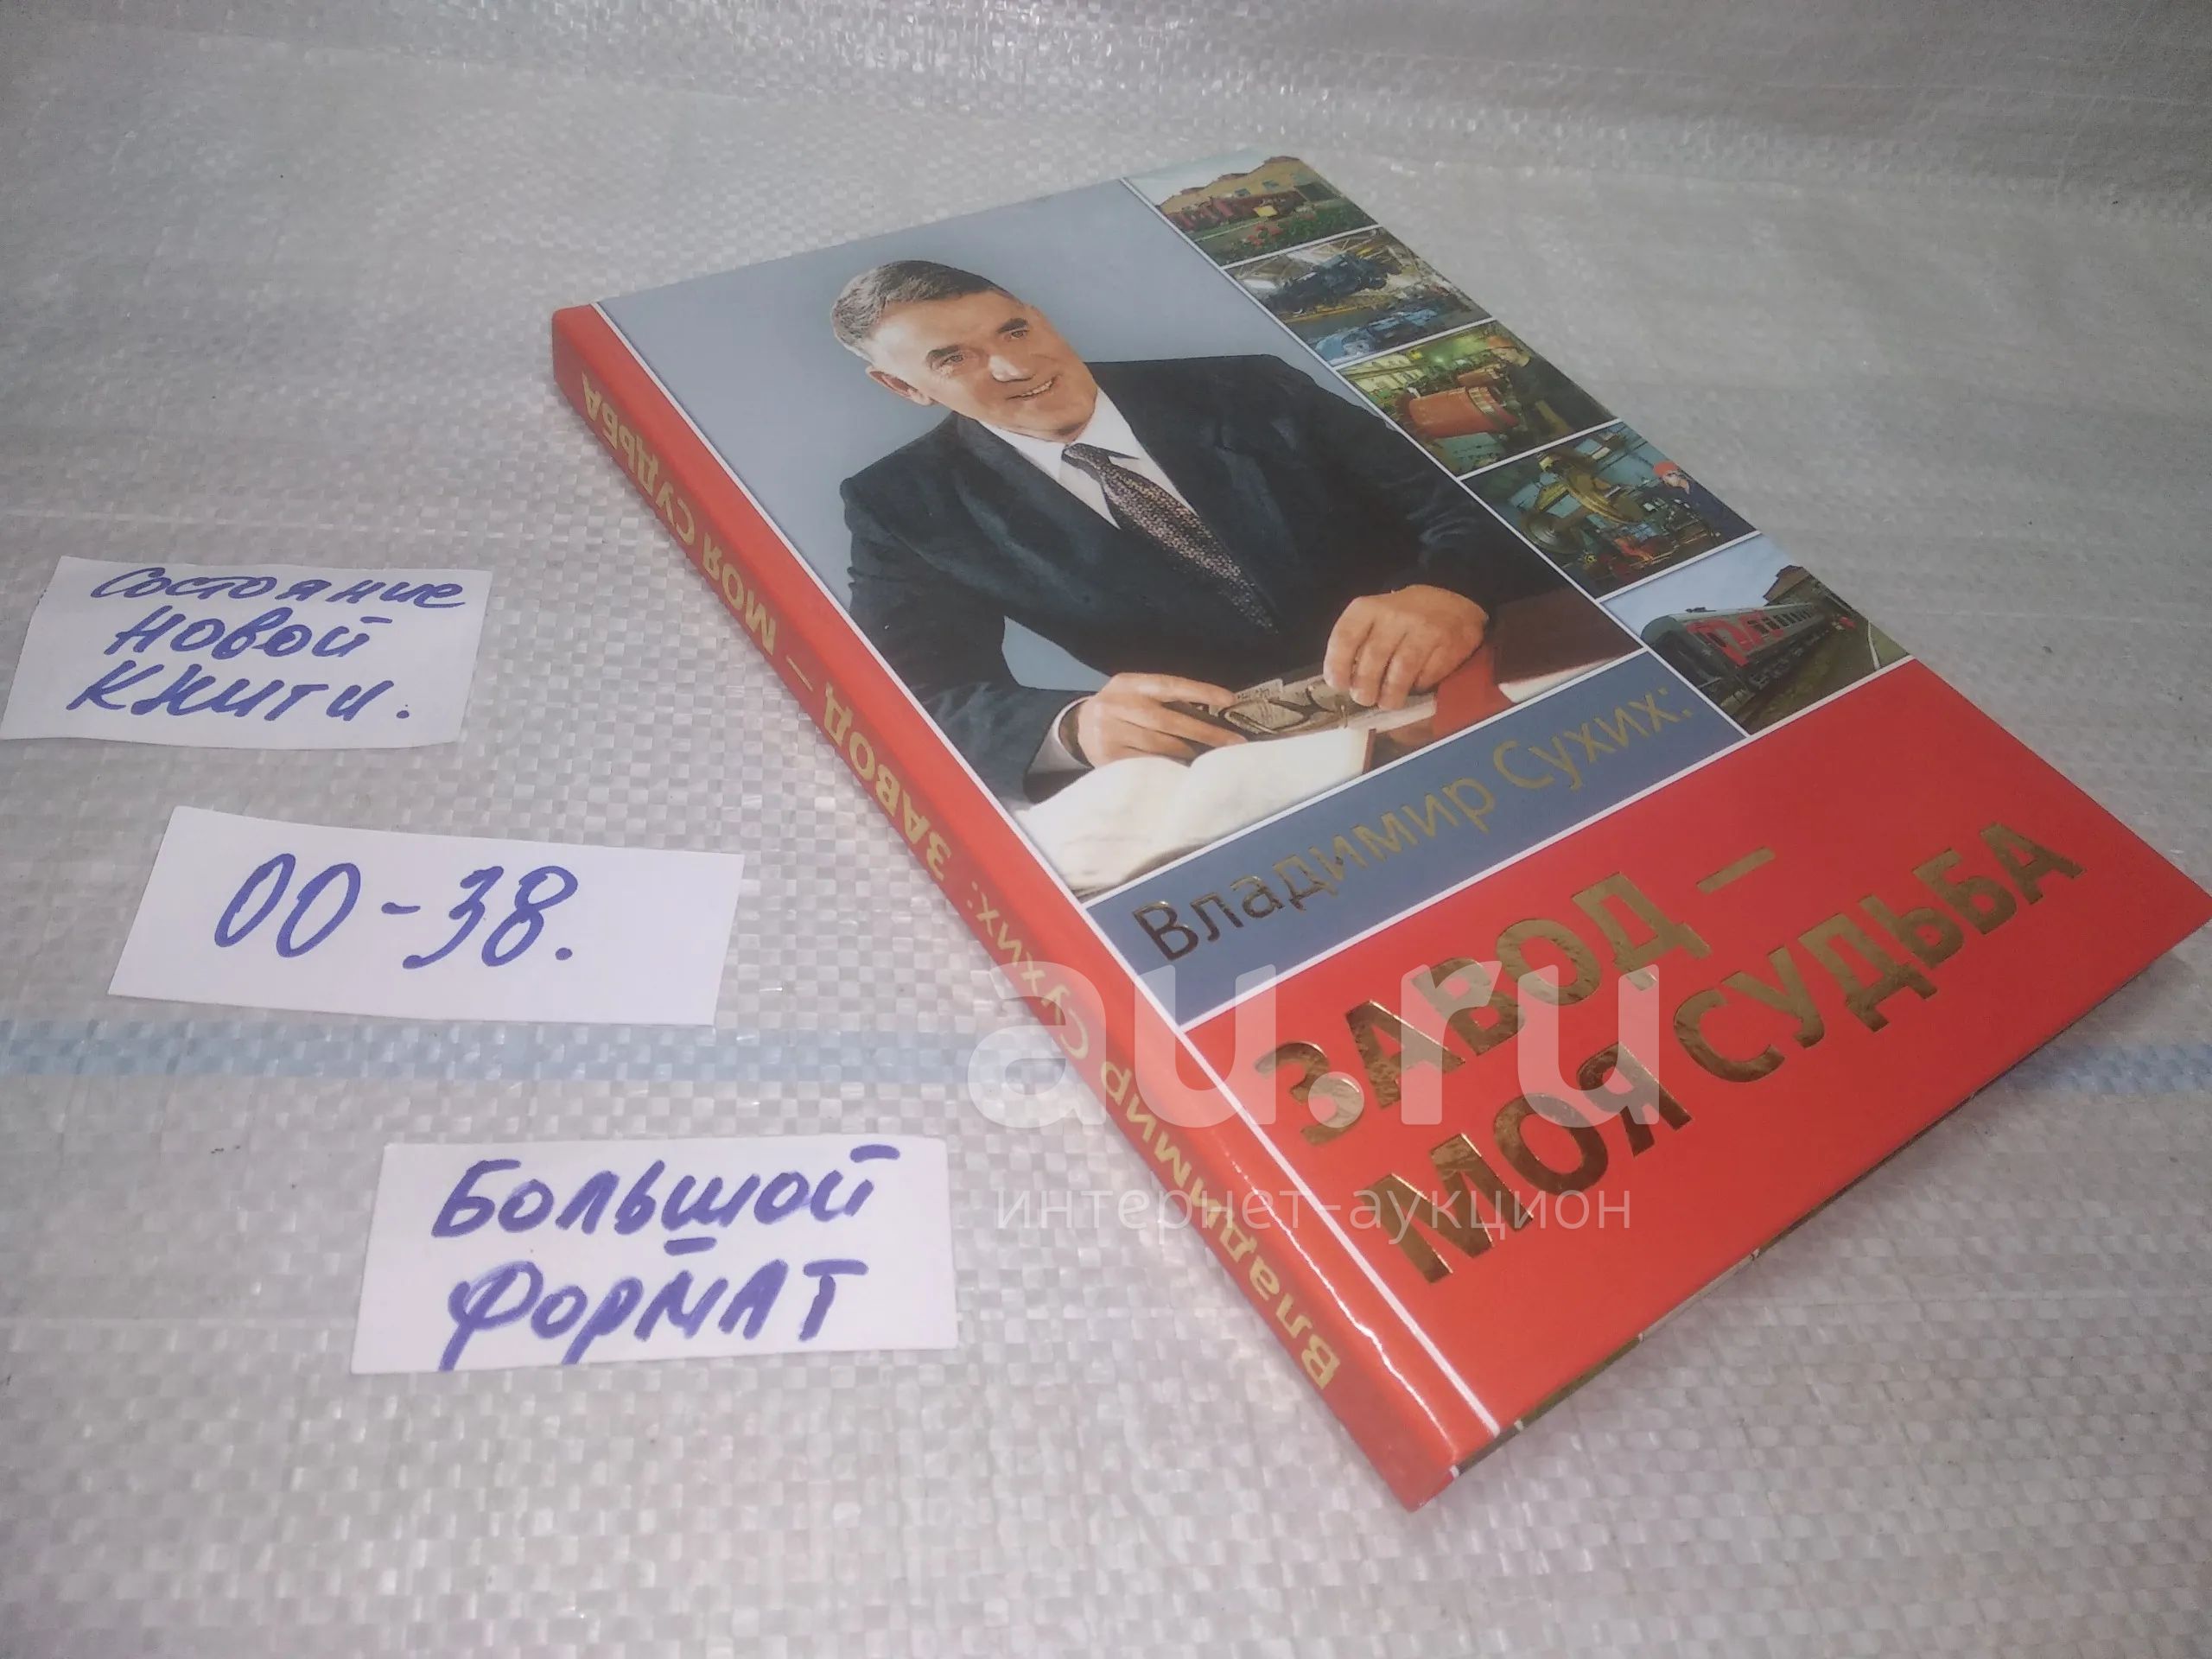 Состояние
новой
книги.
00-38.
Большой
формат
Владимир Сухих:
ЗАВОД —
МОЯ СУДЬБА
Владимир Сухих: ЗАВОД — МОЯ СУДЬБА
au.ru
интернет-аукцион